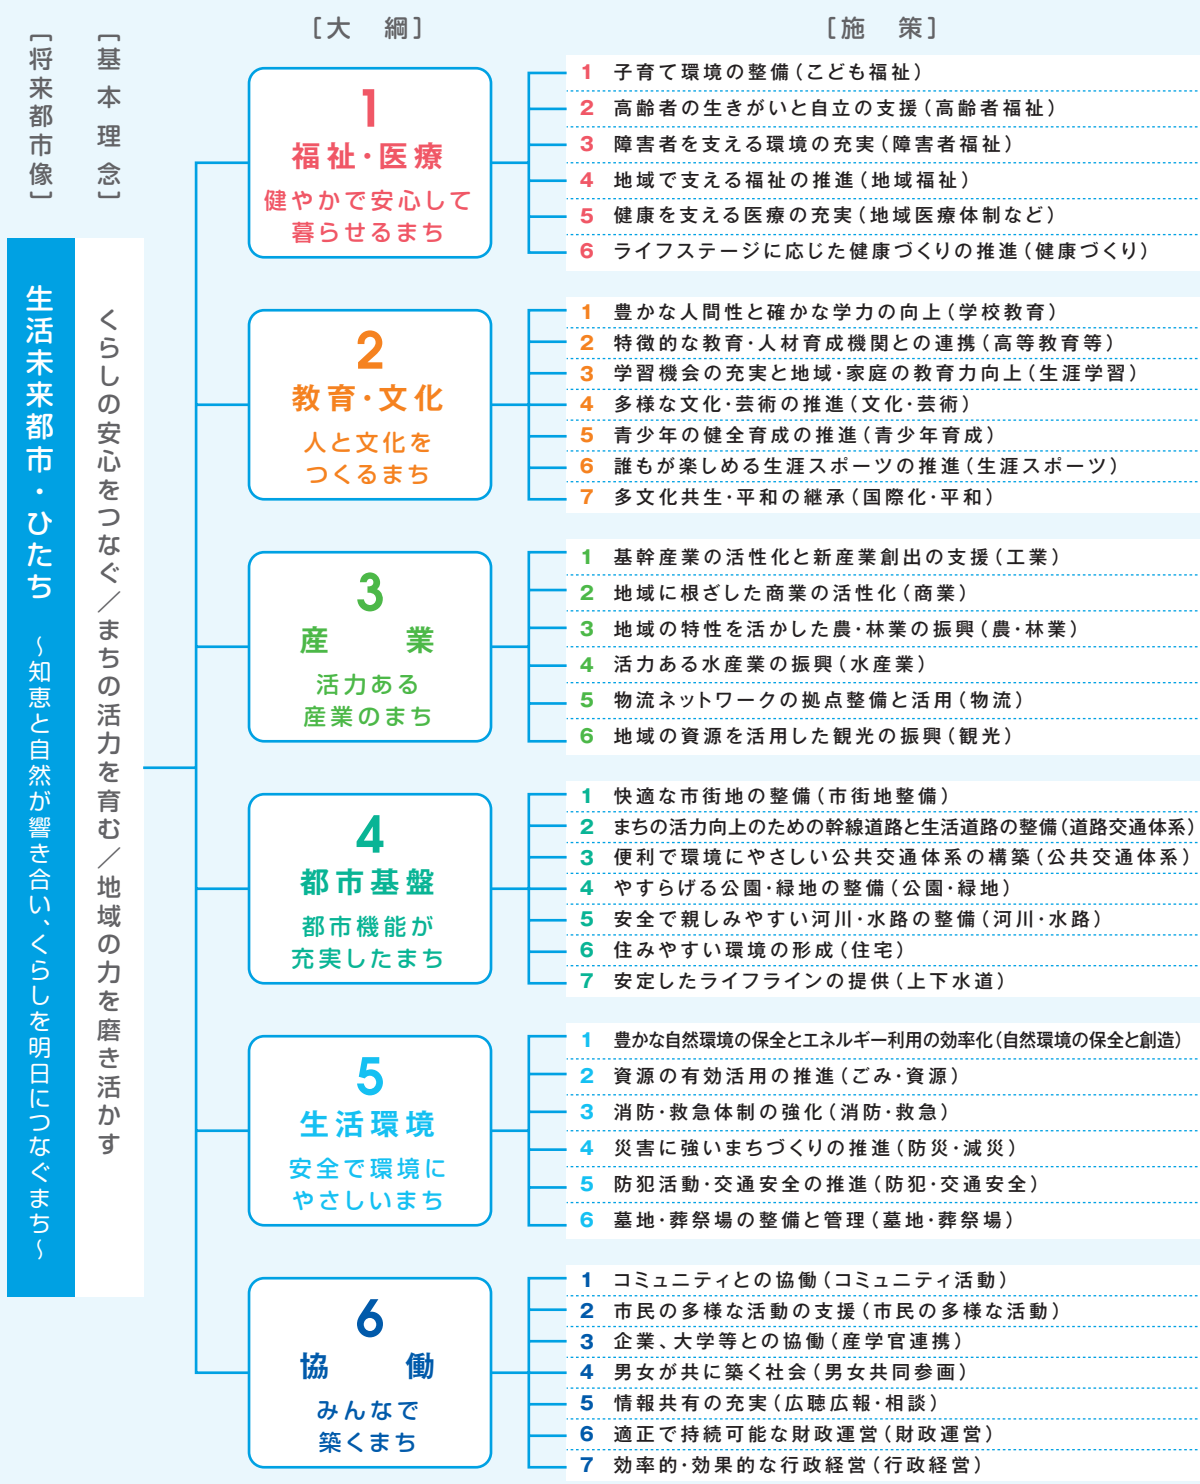 ［将来都市像］
生活未来都市・ひたち ～知恵と自然が響き合い、くらしを明日につなぐまち～
［基本理念］
くらしの安心をつなぐ／まちの活力を育む／地域の力を磨き活かす
［大　綱］
［施　策］
1
福祉・医療
健やかで安心して
暮らせるまち
1 子育て環境の整備（こども福祉）
2 高齢者の生きがいと自立の支援（高齢者福祉）
3 障害者を支える環境の充実（障害者福祉）
4 地域で支える福祉の推進（地域福祉）
5 健康を支える医療の充実（地域医療体制など）
6 ライフステージに応じた健康づくりの推進（健康づくり）
2
教育・文化
人と文化を
つくるまち
1 豊かな人間性と確かな学力の向上（学校教育）
2 特徴的な教育・人材育成機関との連携（高等教育等）
3 学習機会の充実と地域・家庭の教育力向上（生涯学習）
4 多様な文化・芸術の推進（文化・芸術）
5 青少年の健全育成の推進（青少年育成）
6 誰もが楽しめる生涯スポーツの推進（生涯スポーツ）
7 多文化共生・平和の継承（国際化・平和）
3
産　業
活力ある
産業のまち
1 基幹産業の活性化と新産業創出の支援（工業）
2 地域に根ざした商業の活性化（商業）
3 地域の特性を活かした農・林業の振興（農・林業）
4 活力ある水産業の振興（水産業）
5 物流ネットワークの拠点整備と活用（物流）
6 地域の資源を活用した観光の振興（観光）
4
都市基盤
都市機能が
充実したまち
1 快適な市街地の整備（市街地整備）
2 まちの活力向上のための幹線道路と生活道路の整備（道路交通体系）
3 便利で環境にやさしい公共交通体系の構築（公共交通体系）
4 やすらげる公園・緑地の整備（公園・緑地）
5 安全で親しみやすい河川・水路の整備（河川・水路）
6 住みやすい環境の形成（住宅）
7 安定したライフラインの提供（上下水道）
5
生活環境
安全で環境に
やさしいまち
1 豊かな自然環境の保全とエネルギー利用の効率化（自然環境の保全と創造）
2 資源の有効活用の推進（ごみ・資源）
3 消防・救急体制の強化（消防・救急）
4 災害に強いまちづくりの推進（防災・減災）
5 防犯活動・交通安全の推進（防犯・交通安全）
6 墓地・葬祭場の整備と管理（墓地・葬祭場）
6
協　働
みんなで
築くまち
1 コミュニティとの協働（コミュニティ活動）
2 市民の多様な活動の支援（市民の多様な活動）
3 企業、大学等との協働（産学官連携）
4 男女が共に築く社会（男女共同参画）
5 情報共有の充実（広聴広報・相談）
6 適正で持続可能な財政運営（財政運営）
7 効率的・効果的な行政経営（行政経営）